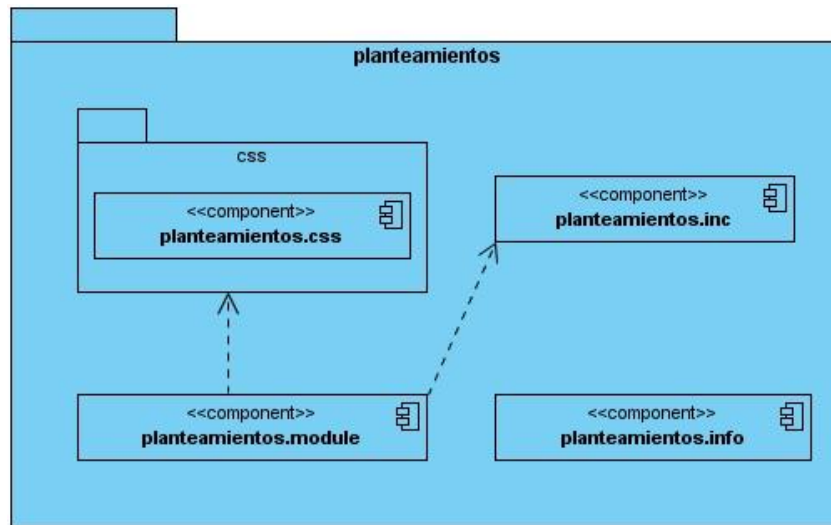 planteamientos
css
<<component>>
planteamientos.css
<<component>>
planteamientos.inc
<<component>>
planteamientos.module
<<component>>
planteamientos.info